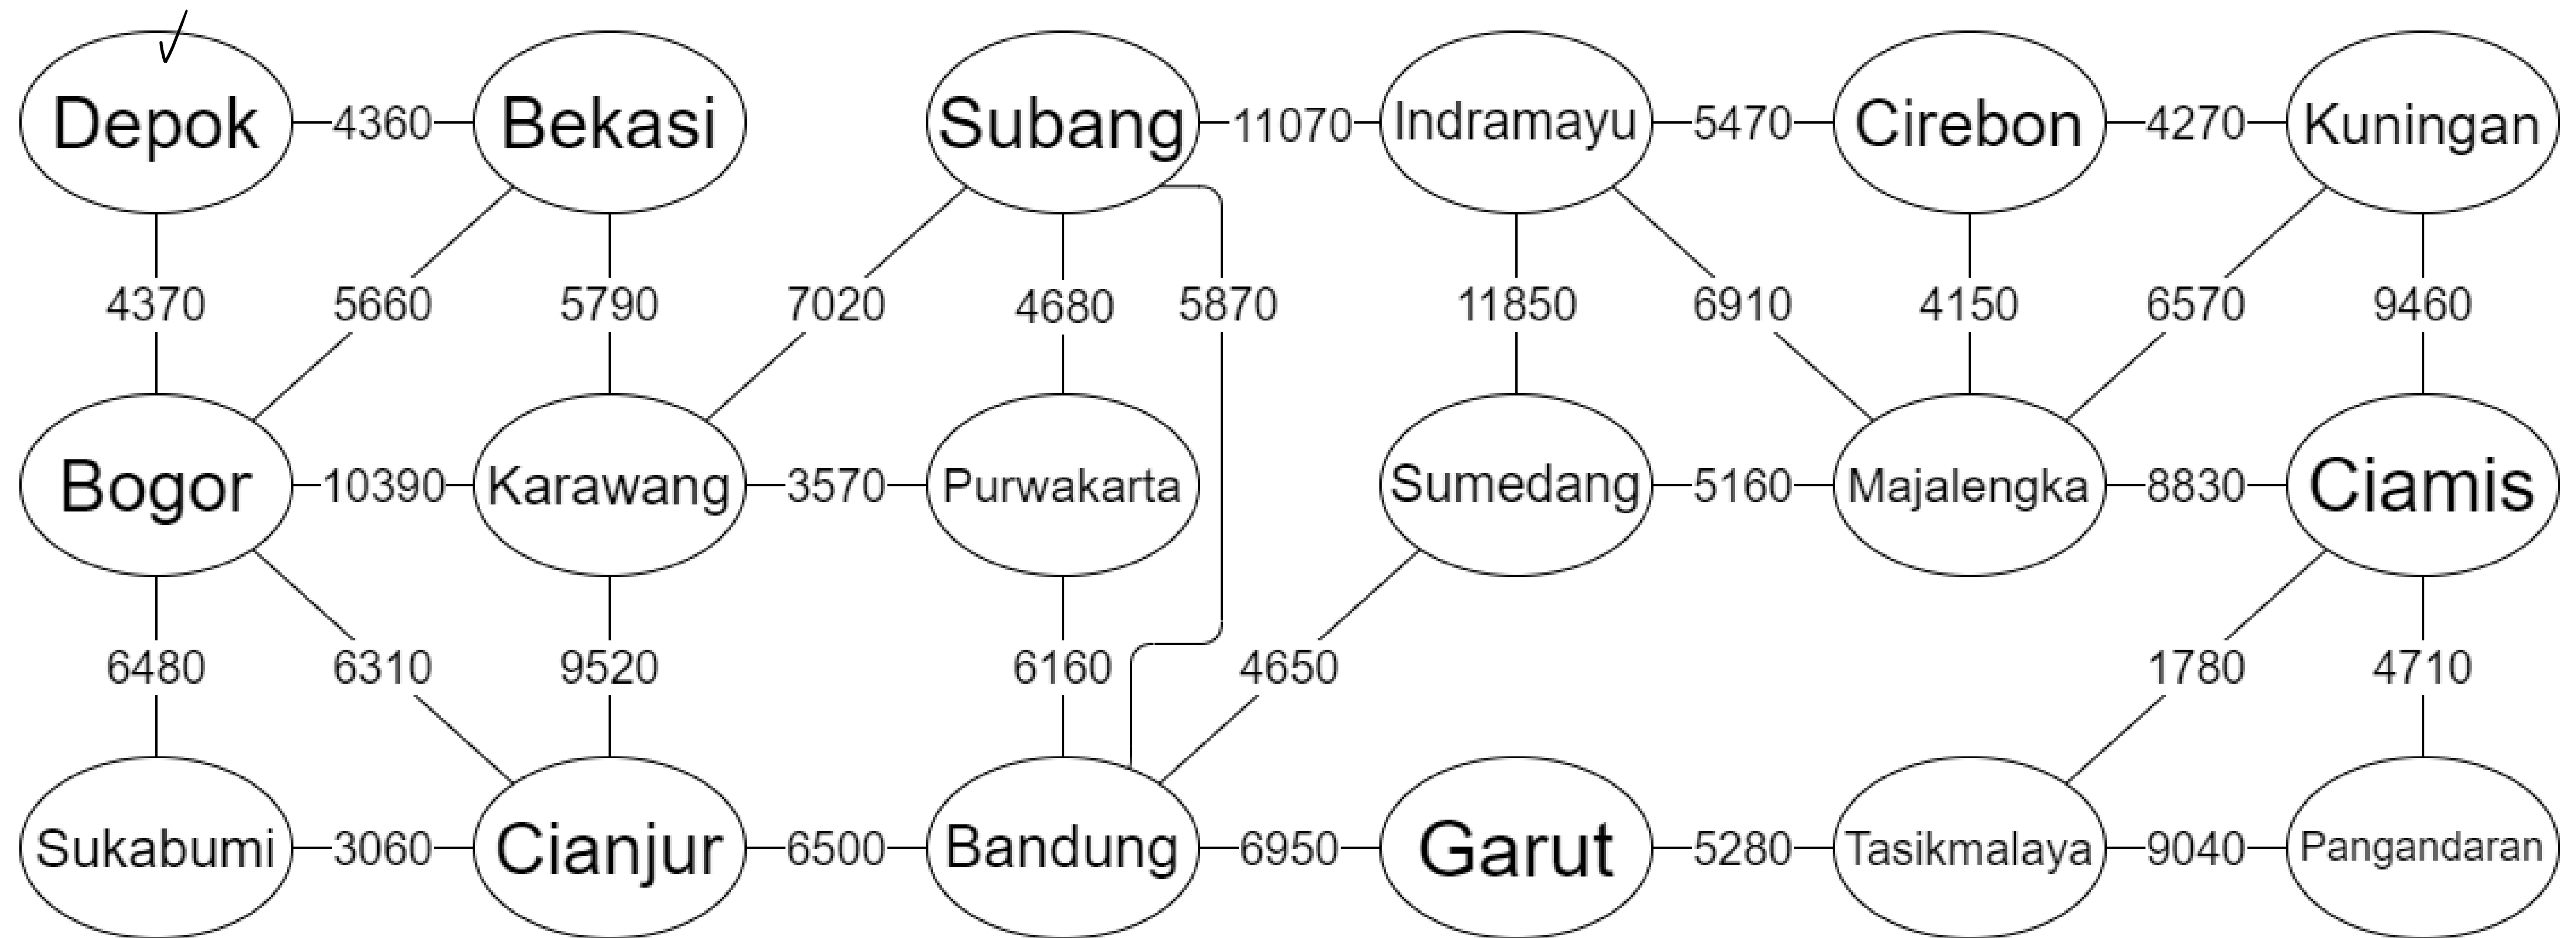 Depok 4360 Bekasi Subang 11070 Indramayu 5470 Cirebon 4270 Kuningan
4370 5660 5790 7020 4680 5870 11850 6910 4150 6570 9460
Bogor 10390 Karawang 3570 Purwakarta Sumedang 5160 Majalengka 8830 Ciamis
6480 6310 9520 6160 4650 1780 4710
Sukabumi 3060 Cianjur 6500 Bandung 6950 Garut 5280 Tasikmalaya 9040 Pangandaran